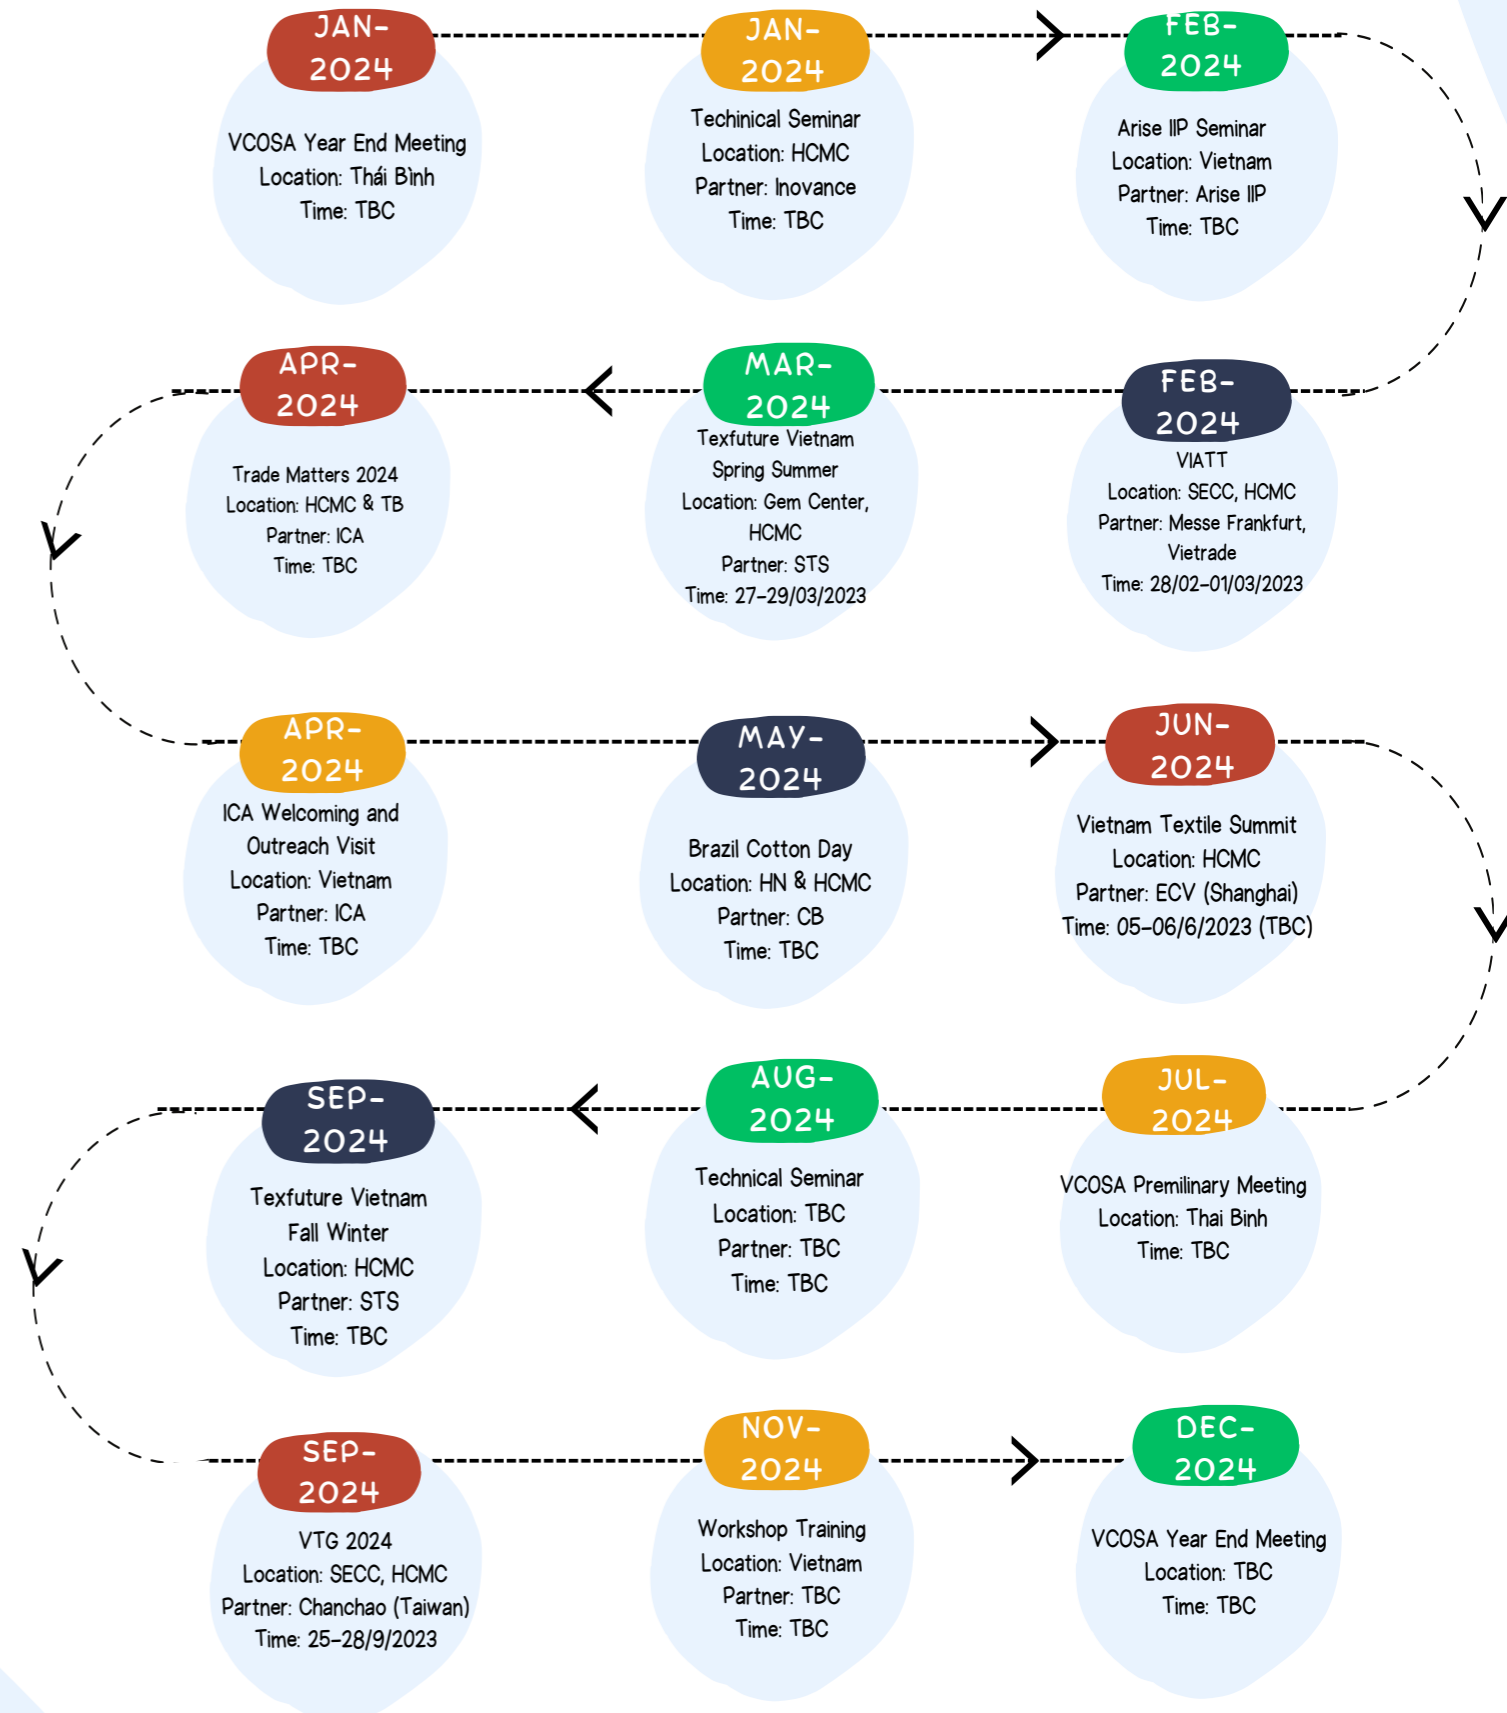 JAN-
2024
VCOSA Year End Meeting
Location: Thái Bình
Time: TBC
JAN-
2024
Techinical Seminar
Location: HCMC
Partner: Inovance
Time: TBC
FEB-
2024
Arise IIP Seminar
Location: Vietnam
Partner: Arise IIP
Time: TBC
FEB-
2024
VIATT
Location: SECC, HCMC
Partner: Messe Frankfurt,
Vietrade
Time: 28/02-01/03/2023
MAR-
2024
Texfuture Vietnam
Spring Summer
Location: Gem Center,
HCMC
Partner: STS
Time: 27-29/03/2023
APR-
2024
Trade Matters 2024
Location: HCMC & TB
Partner: ICA
Time: TBC
APR-
2024
ICA Welcoming and
Outreach Visit
Location: Vietnam
Partner: ICA
Time: TBC
MAY-
2024
Brazil Cotton Day
Location: HN & HCMC
Partner: CB
Time: TBC
JUN-
2024
Vietnam Textile Summit
Location: HCMC
Partner: ECV (Shanghai)
Time: 05-06/6/2023 (TBC)
JUL-
2024
VCOSA Premilinary Meeting
Location: Thai Binh
Time: TBC
AUG-
2024
Technical Seminar
Location: TBC
Partner: TBC
Time: TBC
SEP-
2024
Texfuture Vietnam
Fall Winter
Location: HCMC
Partner: STS
Time: TBC
SEP-
2024
VTG 2024
Location: SECC, HCMC
Partner: Chanchao (Taiwan)
Time: 25-28/9/2023
NOV-
2024
Workshop Training
Location: Vietnam
Partner: TBC
Time: TBC
DEC-
2024
VCOSA Year End Meeting
Location: TBC
Time: TBC